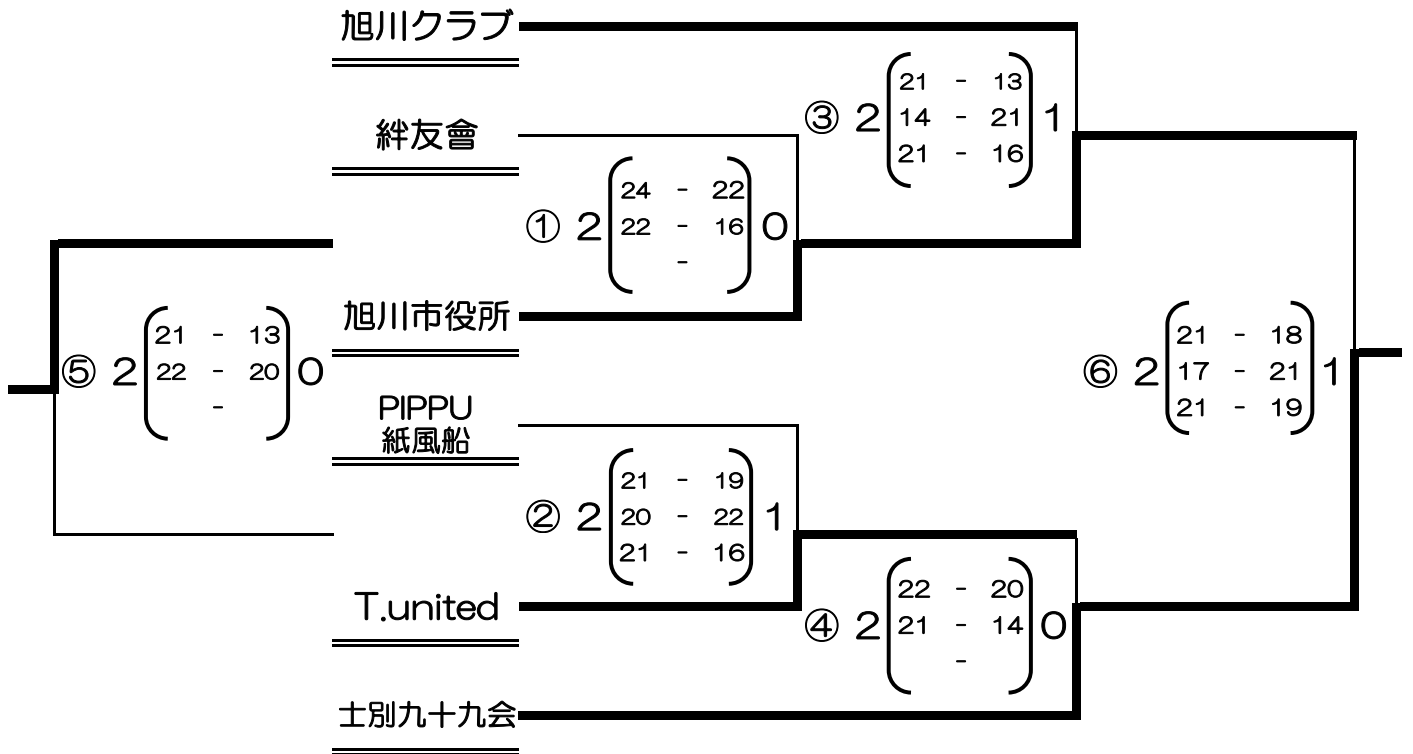 旭川クラブ
絆友會
旭川市役所
PIPPU
紙風船
T.united
士別九十九会
① 2 0
24 - 22
22 - 16
-
② 2 1
21 - 19
20 - 22
21 - 16
③ 2 1
21 - 13
14 - 21
21 - 16
④ 2 0
22 - 20
21 - 14
-
⑤ 2 0
21 - 13
22 - 20
-
⑥ 2 1
21 - 18
17 - 21
21 - 19